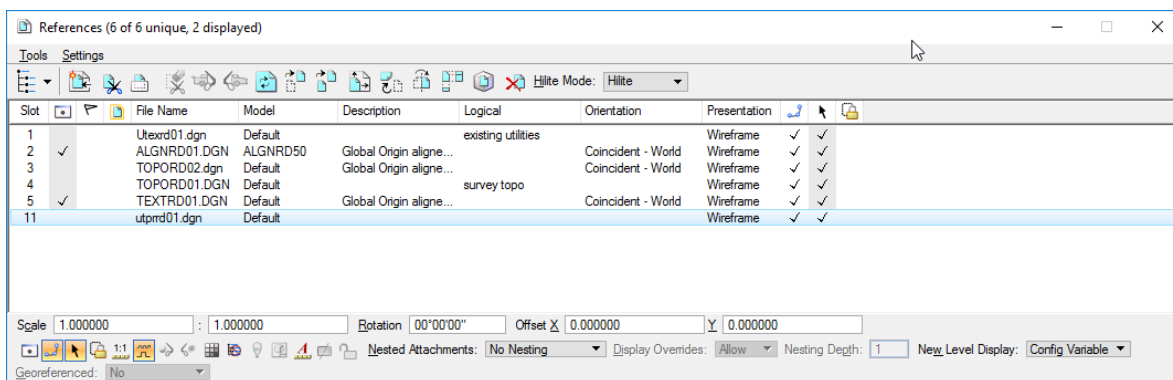 References (6 of 6 unique, 2 displayed)
Tools Settings
Hilite Mode: Hilite
Slot File Name Model Description Logical Orientation Presentation
1 Utexrd01.dgn Default existing utilities Wireframe
2 ALGNRD01.DGN ALGNRD50 Global Origin aligne... Coincident - World Wireframe
3 TOPORD02.dgn Default Global Origin aligne... Coincident - World Wireframe
4 TOPORD01.DGN Default survey topo Wireframe
5 TEXTRD01.DGN Default Global Origin aligne... Coincident - World Wireframe
11 utprrd01.dgn Default Wireframe
Scale 1.000000 : 1.000000 Rotation 00°00'00" Offset X 0.000000 Y 0.000000
1:1 Nested Attachments: No Nesting Display Overrides: Allow Nesting Depth: 1 New Level Display: Config Variable
Georeferenced: No